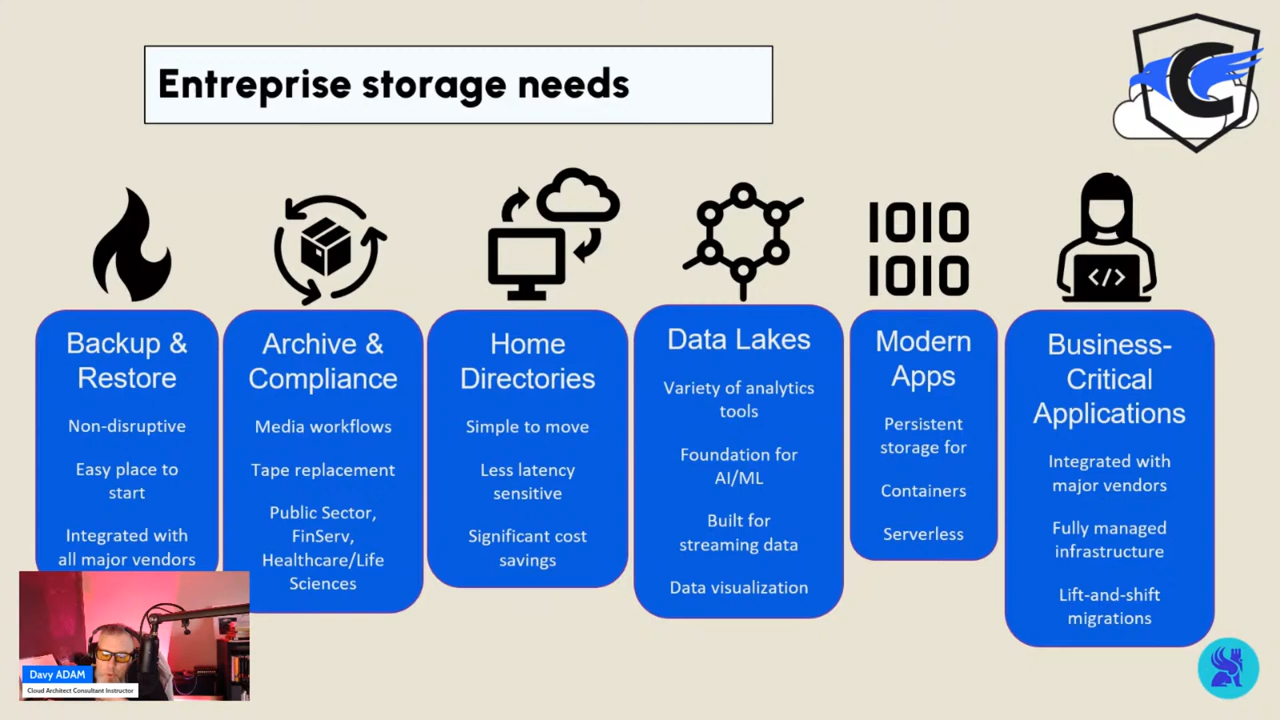 Entreprise storage needs
C
1010
1010
</>
Backup &
Restore
Non-disruptive
Easy place to
start
Integrated with
all major vendors
Archive &
Compliance
Media workflows
Tape replacement
Public Sector,
FinServ,
Healthcare/Life
Sciences
Home
Directories
Simple to move
Less latency
sensitive
Significant cost
savings
Data Lakes
Variety of analytics
tools
Foundation for
AI/ML
Built for
streaming data
Data visualization
Modern
Apps
Persistent
storage for
Containers
Serverless
Business-
Critical
Applications
Integrated with
major vendors
Fully managed
infrastructure
Lift-and-shift
migrations
Davy ADAM
Cloud Architect Consultant Instructor